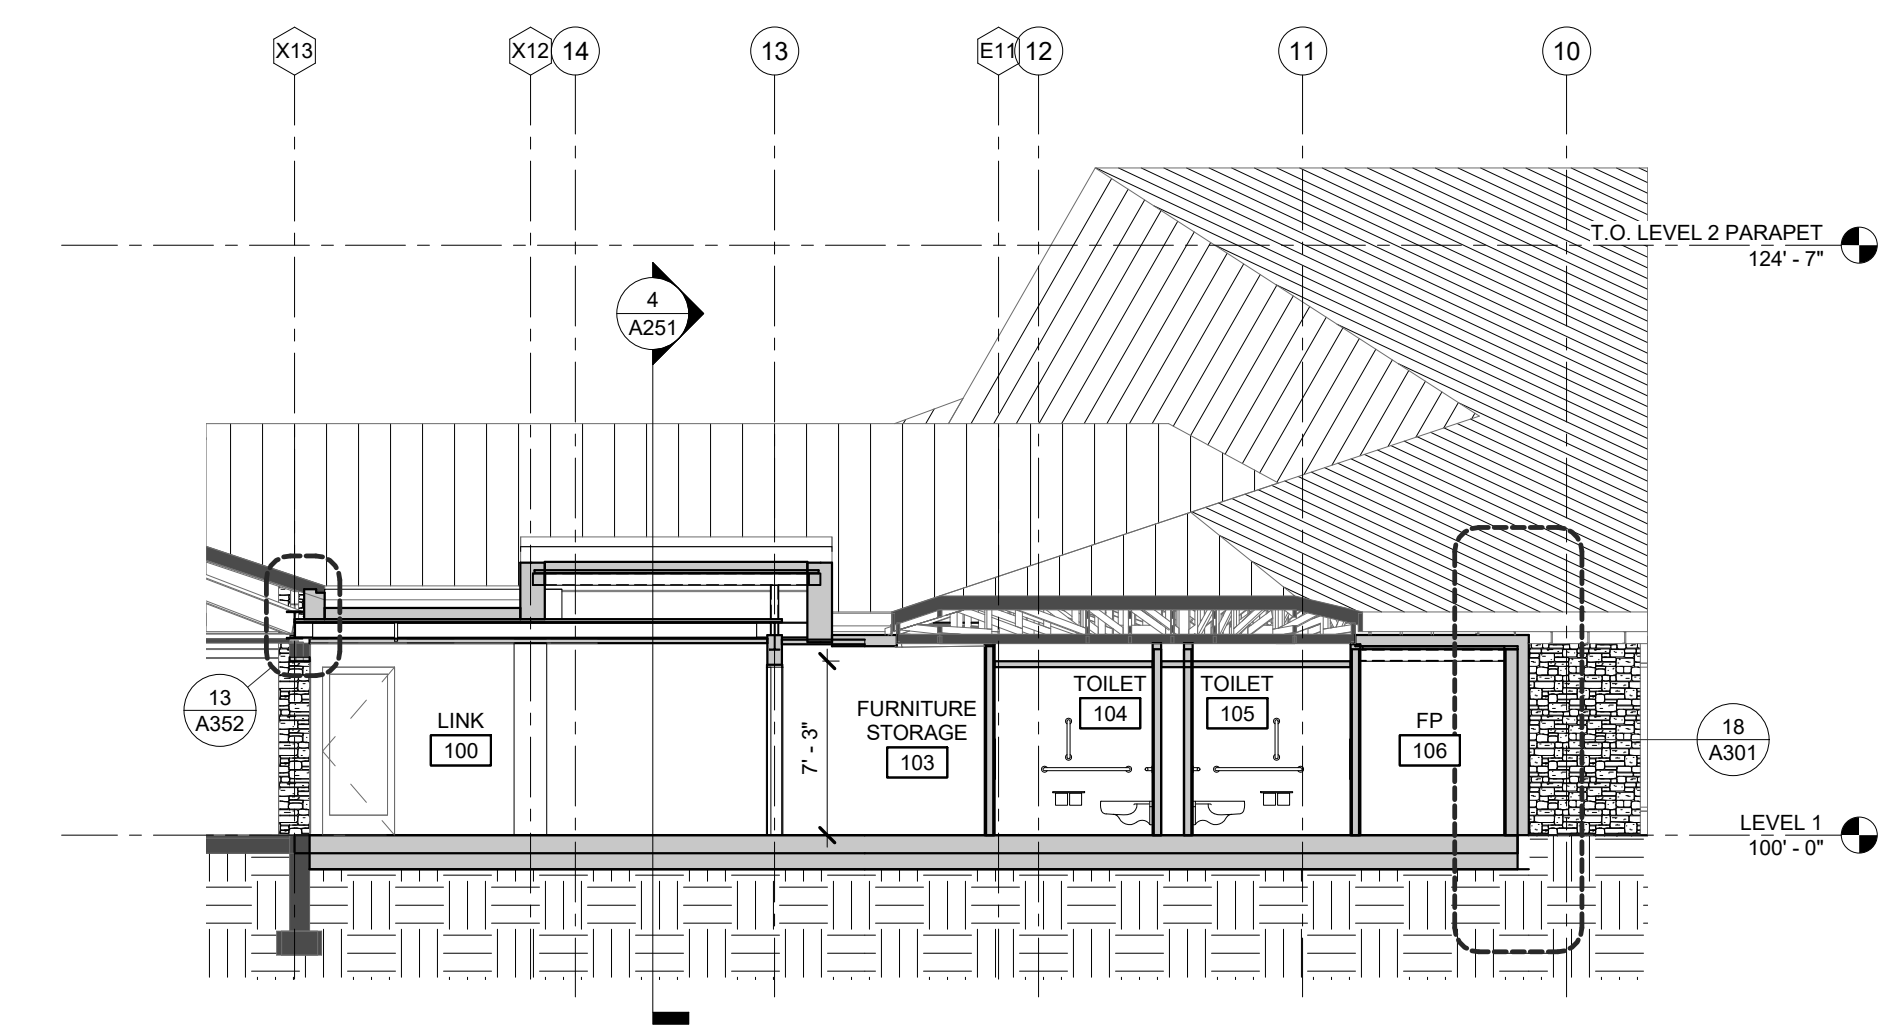 X13
X12
14
13
E11
12
11
10
T.O. LEVEL 2 PARAPET
124' - 7"
4
A251
13
A352
LINK
100
7' - 3"
FURNITURE
STORAGE
103
TOILET
104
TOILET
105
FP
106
18
A301
LEVEL 1
100' - 0"